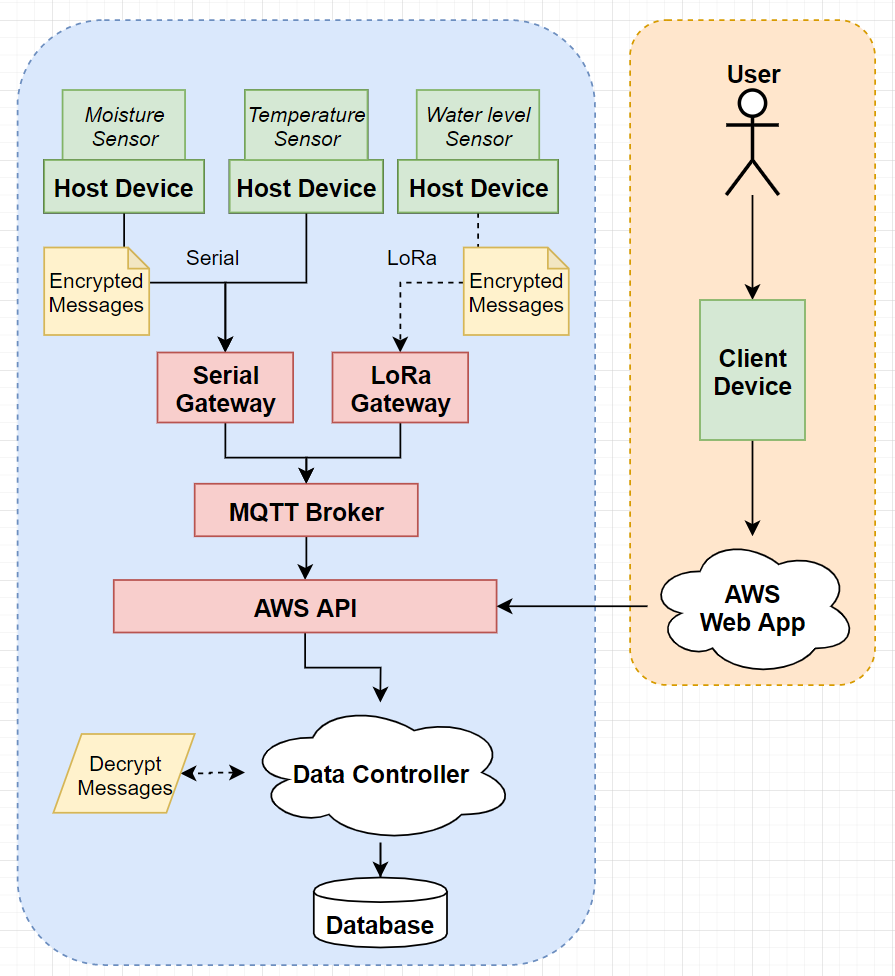 User
Moisture
Sensor
Temperature
Sensor
Water level
Sensor
Host Device
Host Device
Host Device
Serial
LoRa
Encrypted
Messages
Encrypted
Messages
Serial
Gateway
LoRa
Gateway
Client
Device
MQTT Broker
AWS API
AWS
Web App
Decrypt
Messages
Data Controller
Database